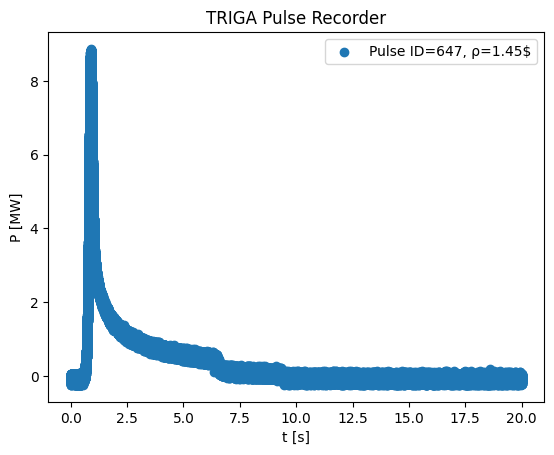 TRIGA Pulse Recorder
Pulse ID=647, ρ=1.45$
P [MW]
8
6
4
2
0
0.0 2.5 5.0 7.5 10.0 12.5 15.0 17.5 20.0
t [s]